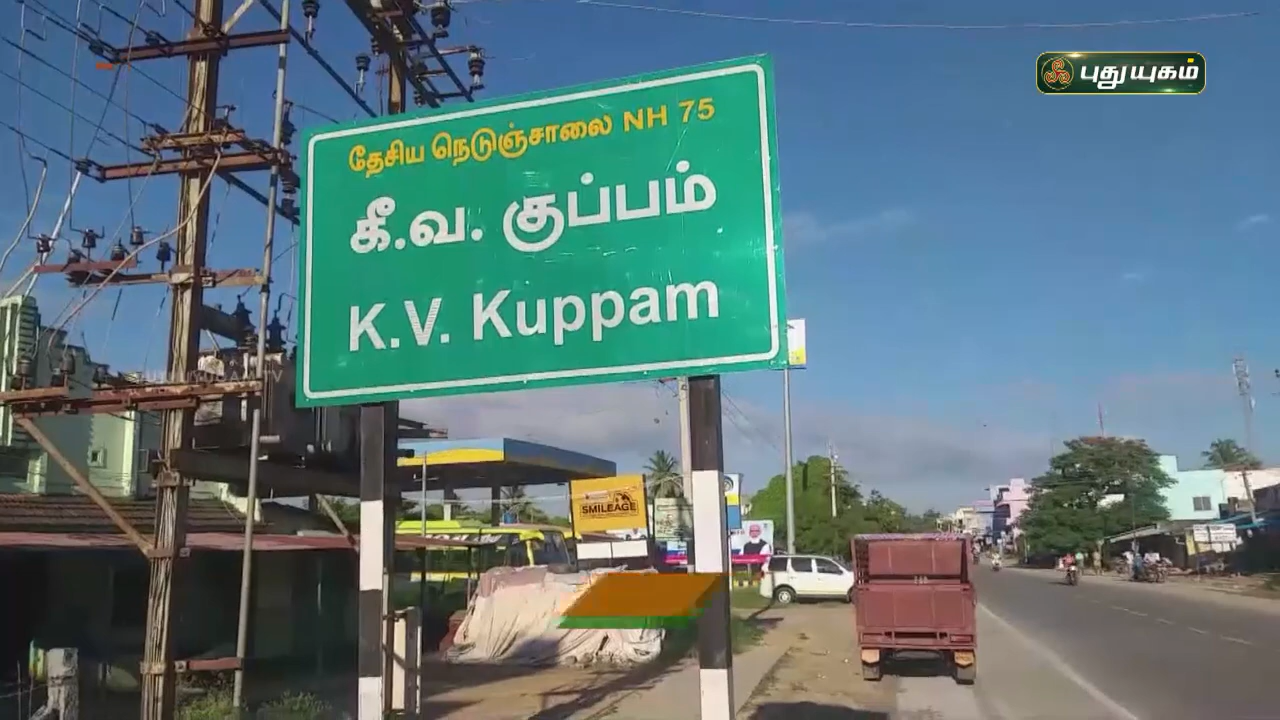 புதுயுகம்
தேசிய நெடுஞ்சாலை NH 75
கீ.வ. குப்பம்
K.V. Kuppam
SMILEAGE